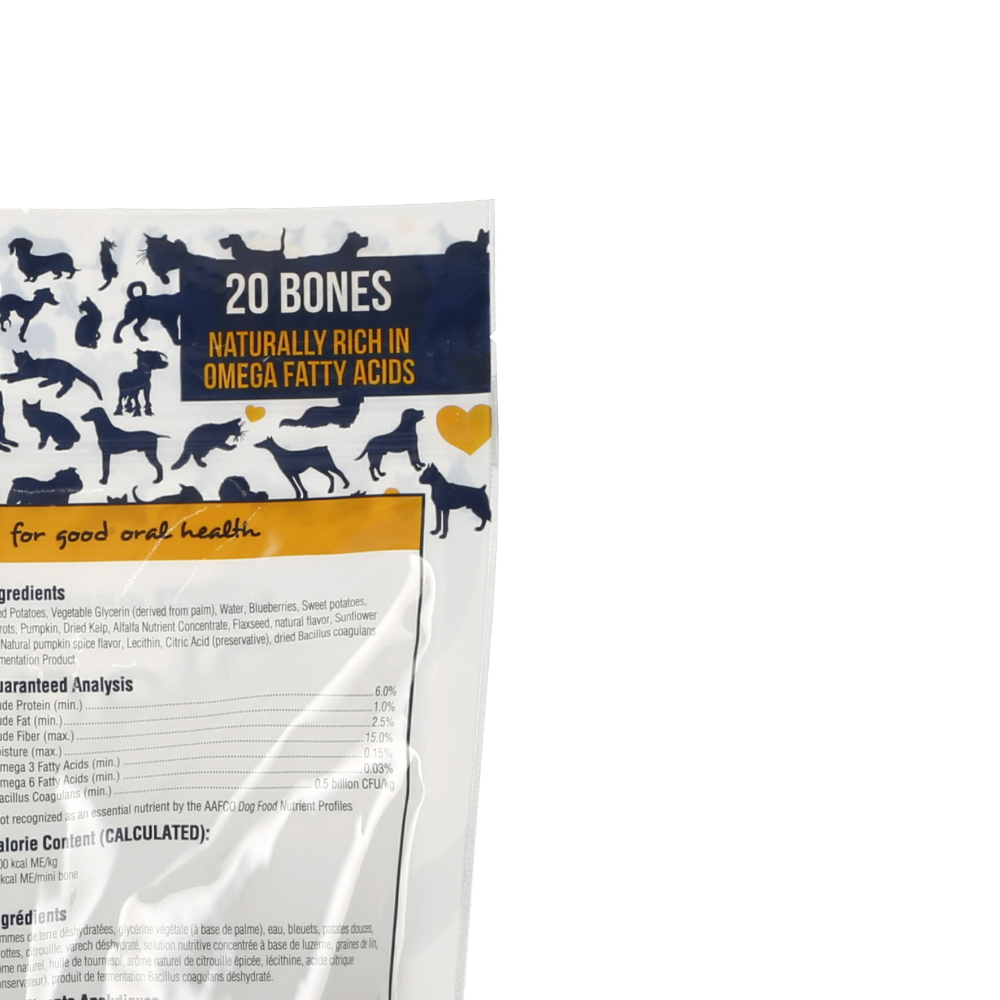 20 BONES
NATURALLY RICH IN
OMEGA FATTY ACIDS
for good oral health
gredients
ed Potatoes, Vegetable Glycerin (derived from palm), Water, Blueberries, Sweet potatoes,
rots, Pumpkin, Dried Kelp, Alfalfa Nutrient Concentrate, Flaxseed, natural flavor, Sunflower
Natural pumpkin spice flavor, Lecithin, Citric Acid (preservative), dried Bacillus coagulans
mentation Product.
uaranteed Analysis
ude Protein (min.) 6.0%
ude Fat (min.) 1.0%
ude Fiber (max.) 2.5%
isture (max.) 15.0%
mega 3 Fatty Acids (min.) 0.15%
mega 6 Fatty Acids (min.) 0.03%
acillus Coagulans (min.) 0.5 billion CFU/kg
ot recognized as an essential nutrient by the AAFCO Dog Food Nutrient Profiles
alorie Content (CALCULATED):
00 kcal ME/kg
kcal ME/mini bone
grédients
mmes de terre déshydratées, glycérine végétale (à base de palme), eau, bleuets, patates douces,
ottes, citrouille, varech déshydraté, solution nutritive concentrée à base de luzerne, graines de lin,
ôme naturel, huile de tournesol, arôme naturel de citrouille épicée, lécithine, acide citrique
onservateur), produit de fermentation Bacillus coagulans déshydraté.
Analytiques